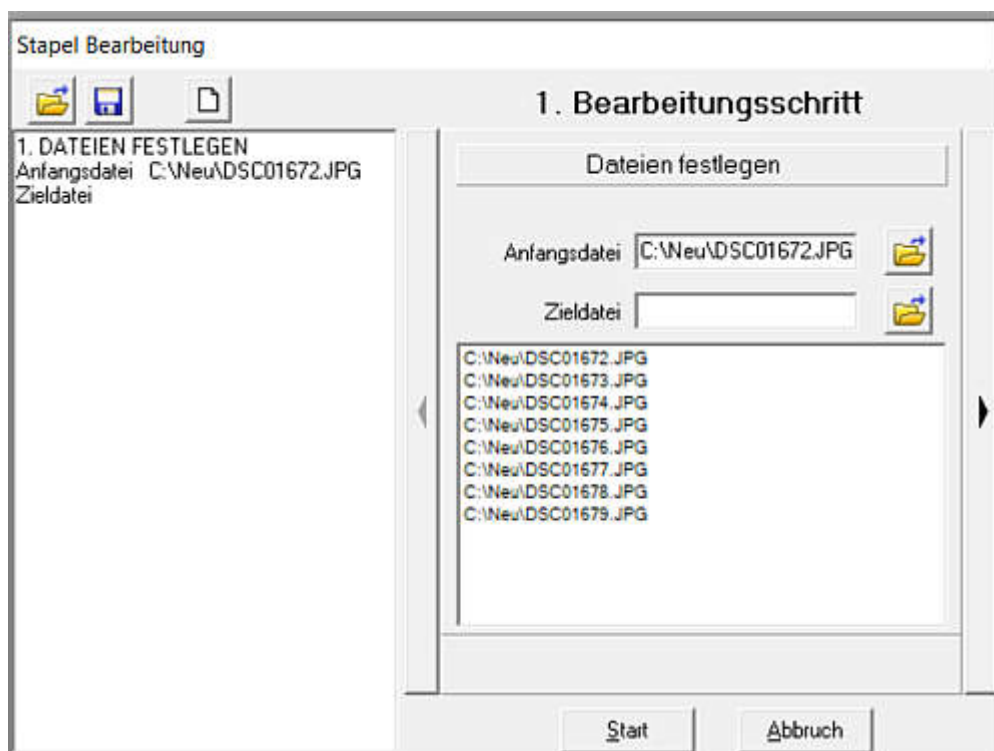 Stapel Bearbeitung
1. DATEIEN FESTLEGEN
Anfangsdatei C:\Neu\DSC01672.JPG
Zieldatei
1. Bearbeitungsschritt
Dateien festlegen
Anfangsdatei C:\Neu\DSC01672.JPG
Zieldatei
C:\Neu\DSC01672.JPG
C:\Neu\DSC01673.JPG
C:\Neu\DSC01674.JPG
C:\Neu\DSC01675.JPG
C:\Neu\DSC01676.JPG
C:\Neu\DSC01677.JPG
C:\Neu\DSC01678.JPG
C:\Neu\DSC01679.JPG
Start Abbruch